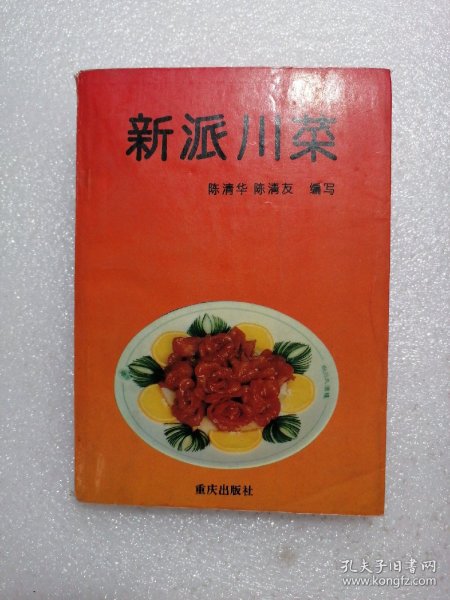 新派川菜
陈清华 陈清友 编写
重庆出版社
孔夫子旧书网
www.kongfz.com